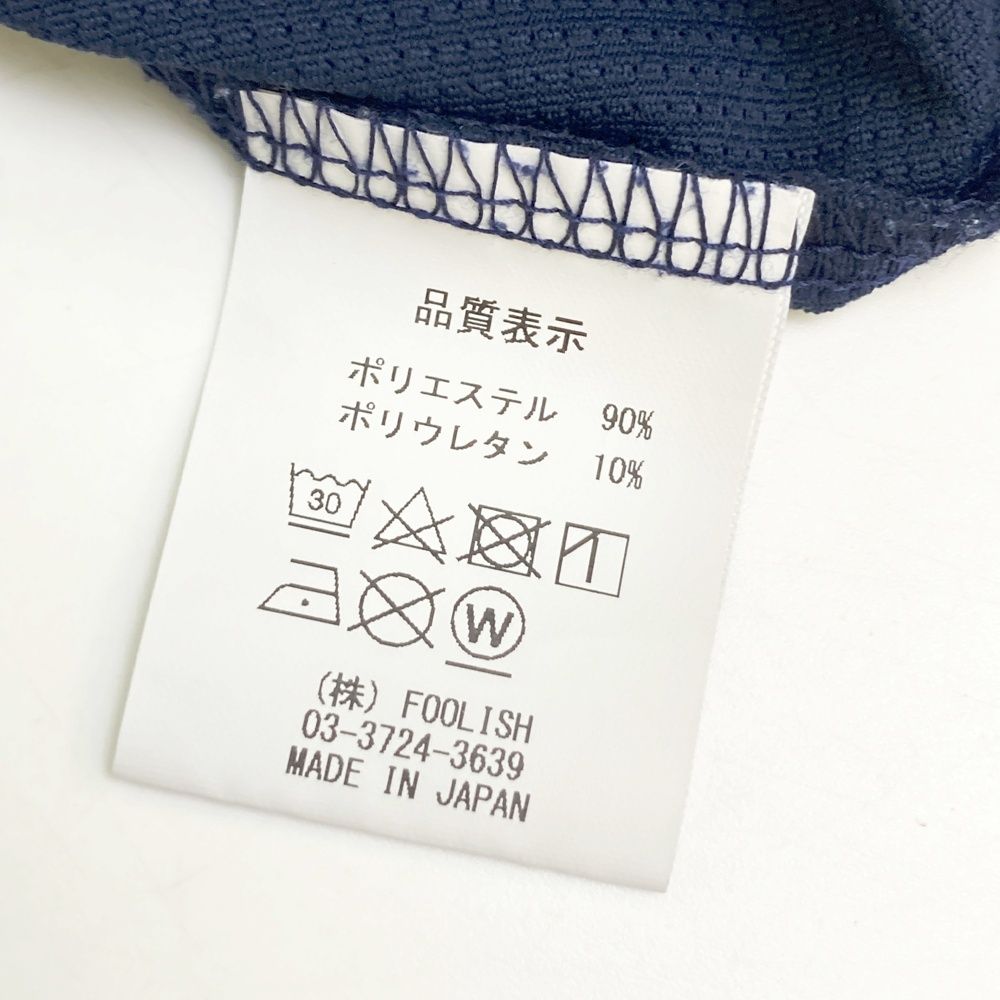 品質表示
ポリエステル 90%
ポリウレタン 10%
30
W
(株) FOOLISH
03-3724-3639
MADE IN JAPAN